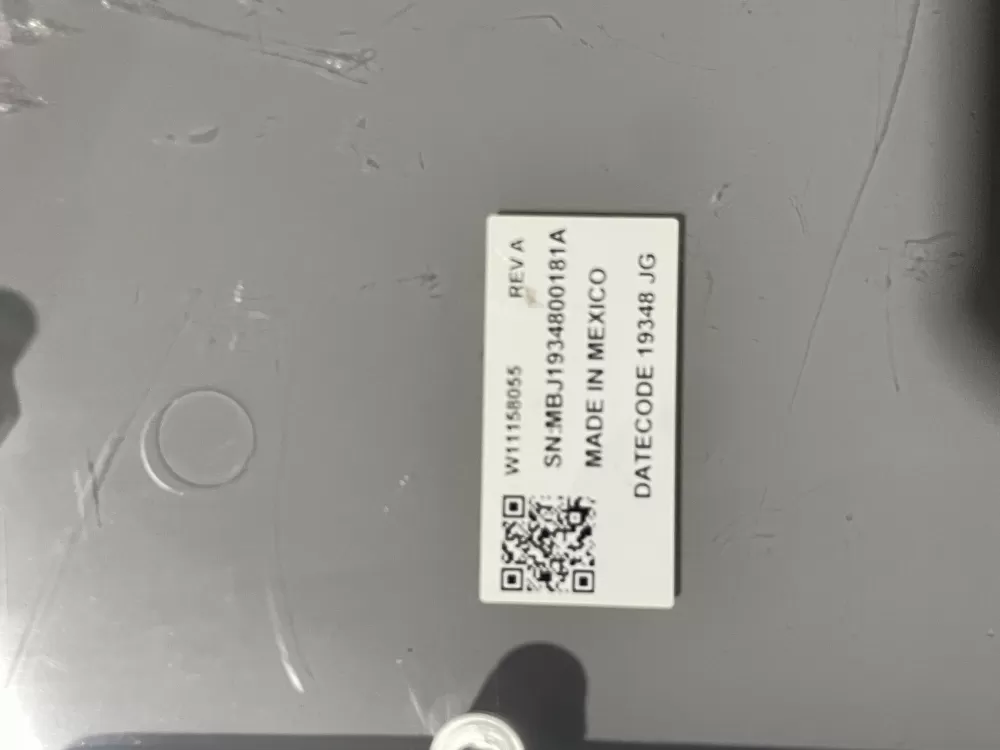 W11158055 REV A
SN:MBJ1934800181A
MADE IN MEXICO
DATECODE 19348 JG